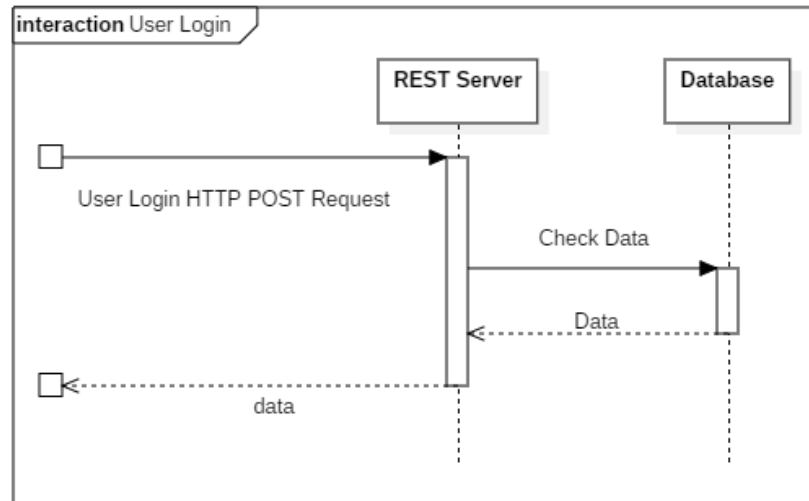 interaction User Login
REST Server
Database
User Login HTTP POST Request
Check Data
Data
data